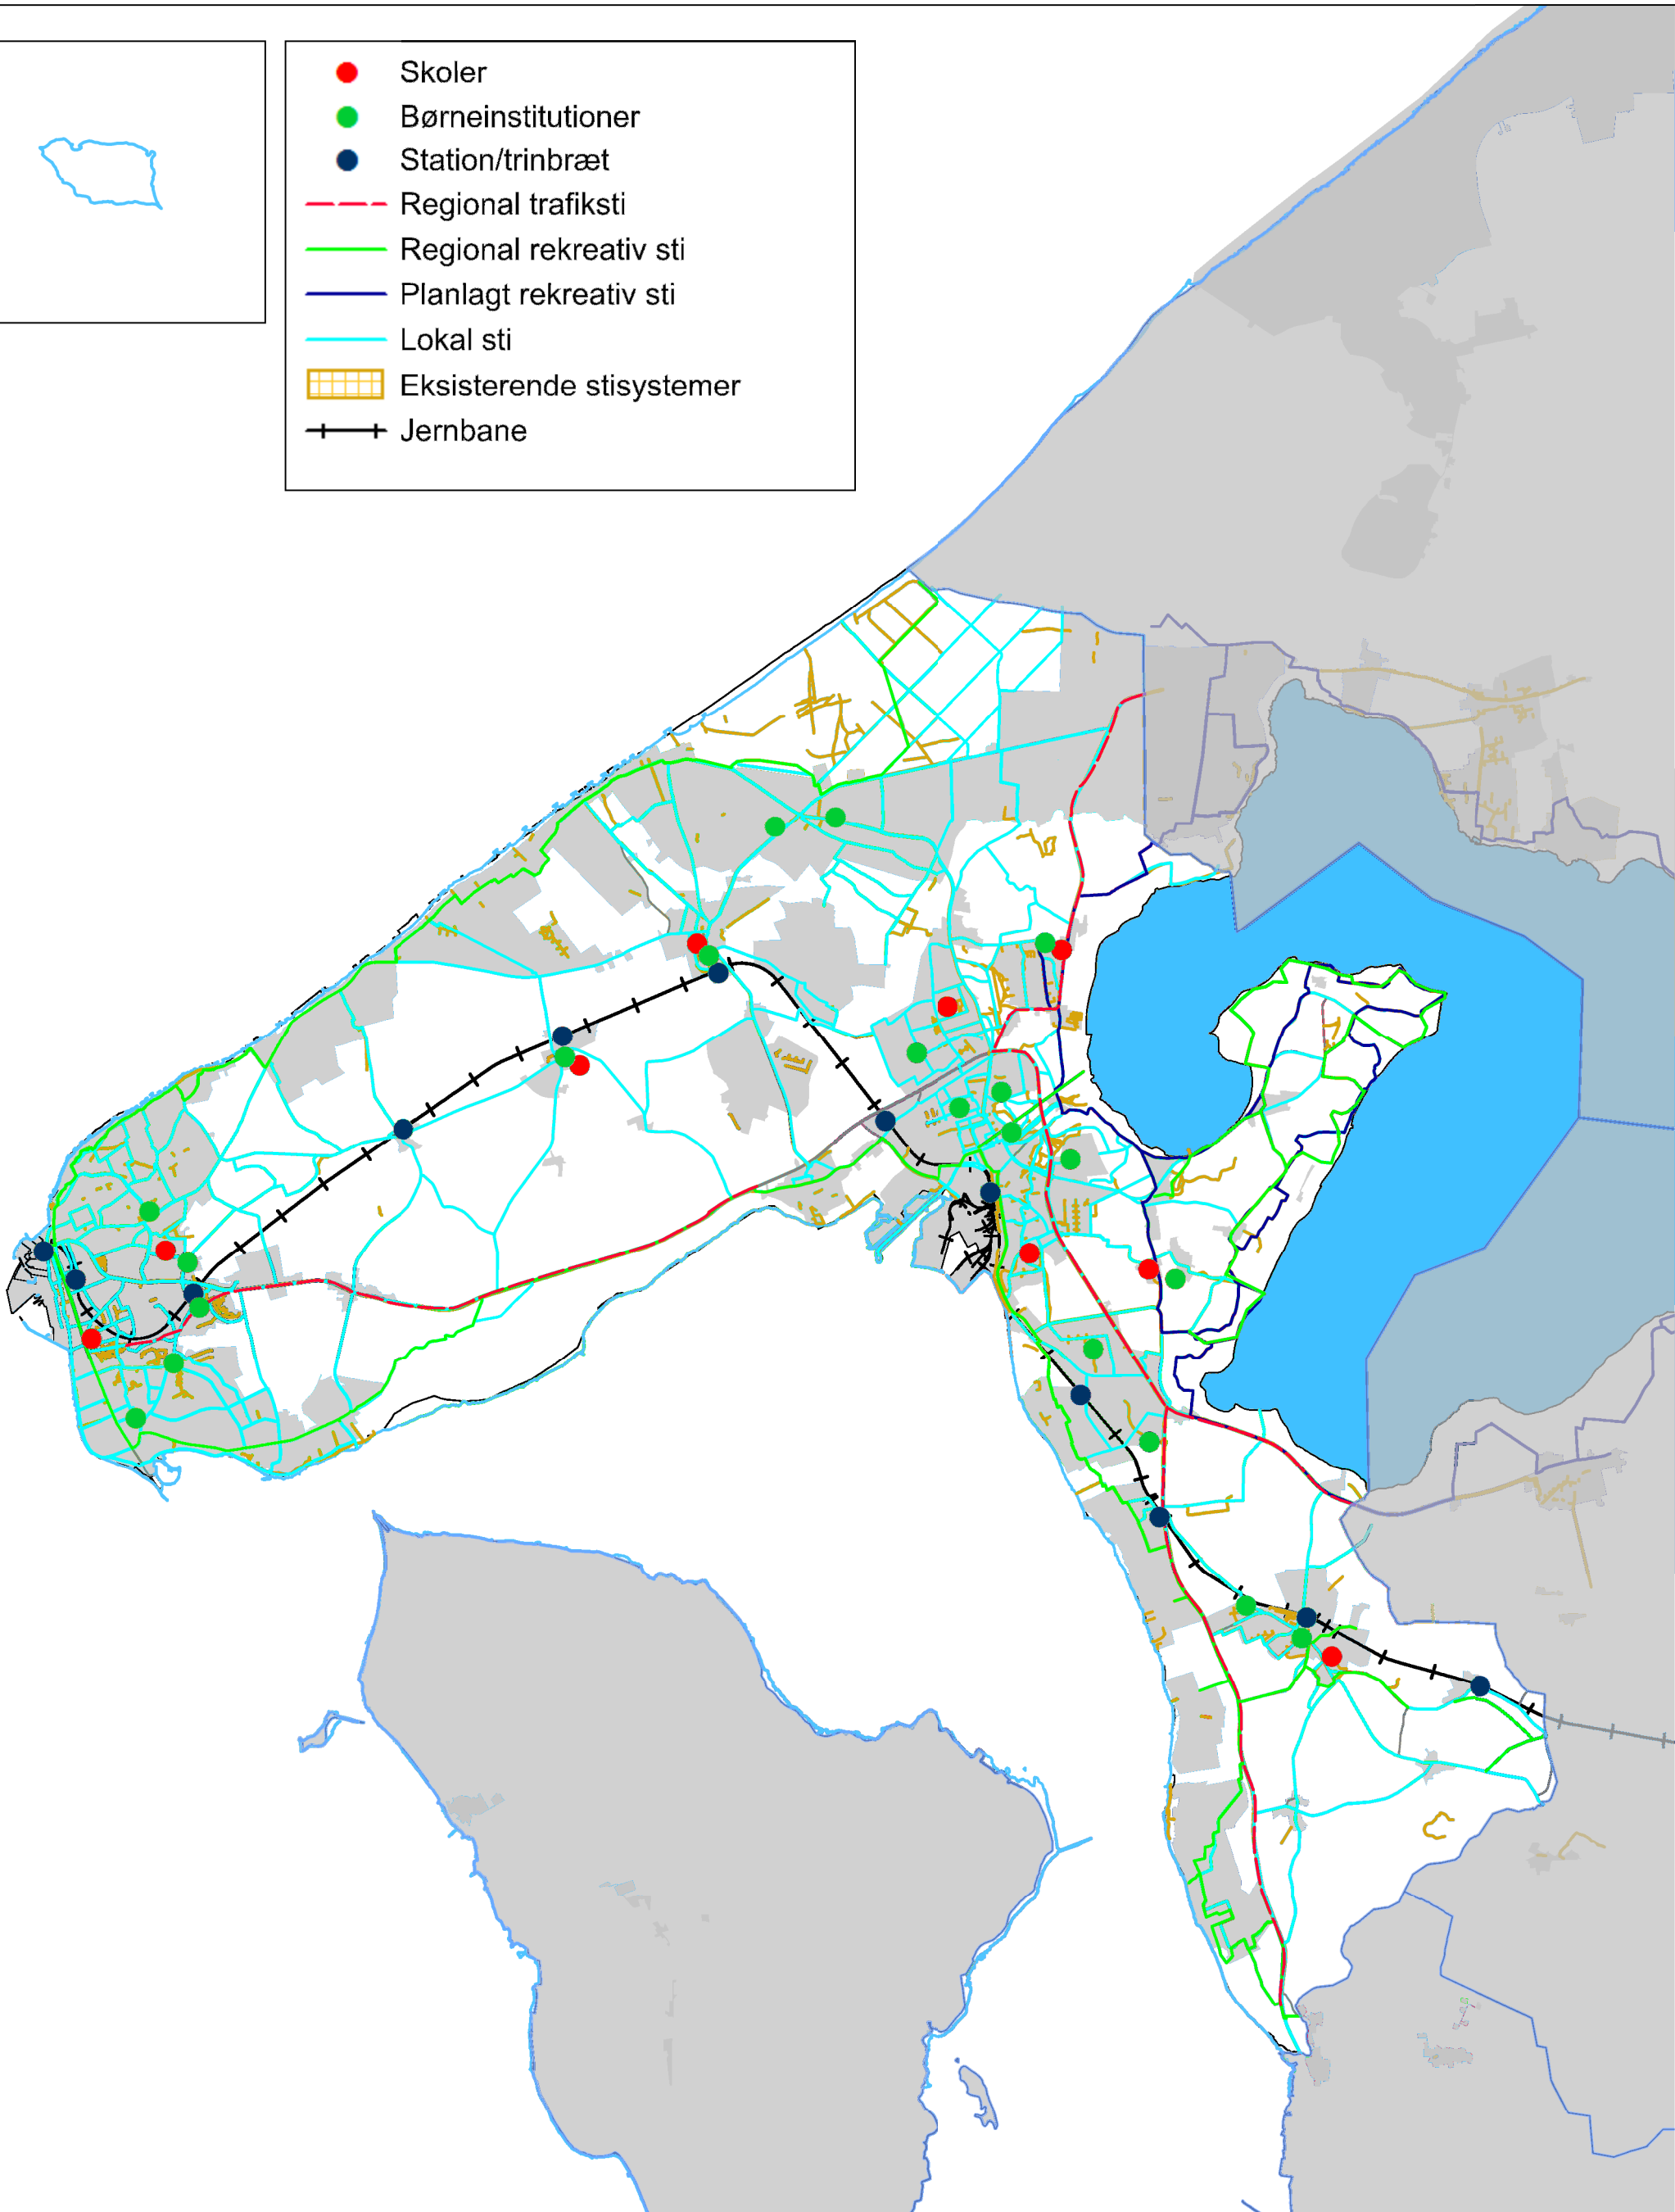 Skoler
Børneinstitutioner
Station/trinbræt
Regional trafiksti
Regional rekreativ sti
Planlagt rekreativ sti
Lokal sti
Eksisterende stisystemer
Jernbane